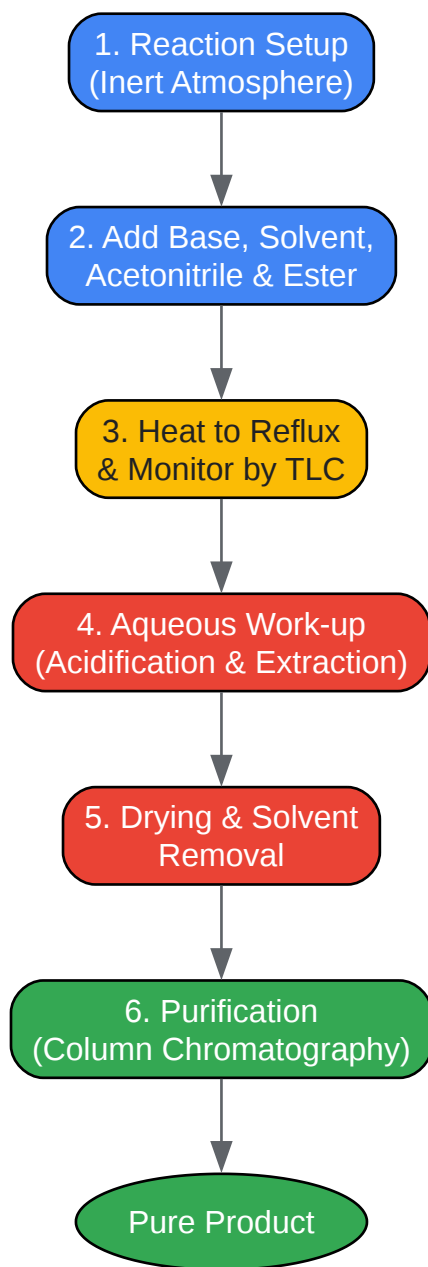 1. Reaction Setup
(Inert Atmosphere)
2. Add Base, Solvent,
Acetonitrile & Ester
3. Heat to Reflux
& Monitor by TLC
4. Aqueous Work-up
(Acidification & Extraction)
5. Drying & Solvent
Removal
6. Purification
(Column Chromatography)
Pure Product